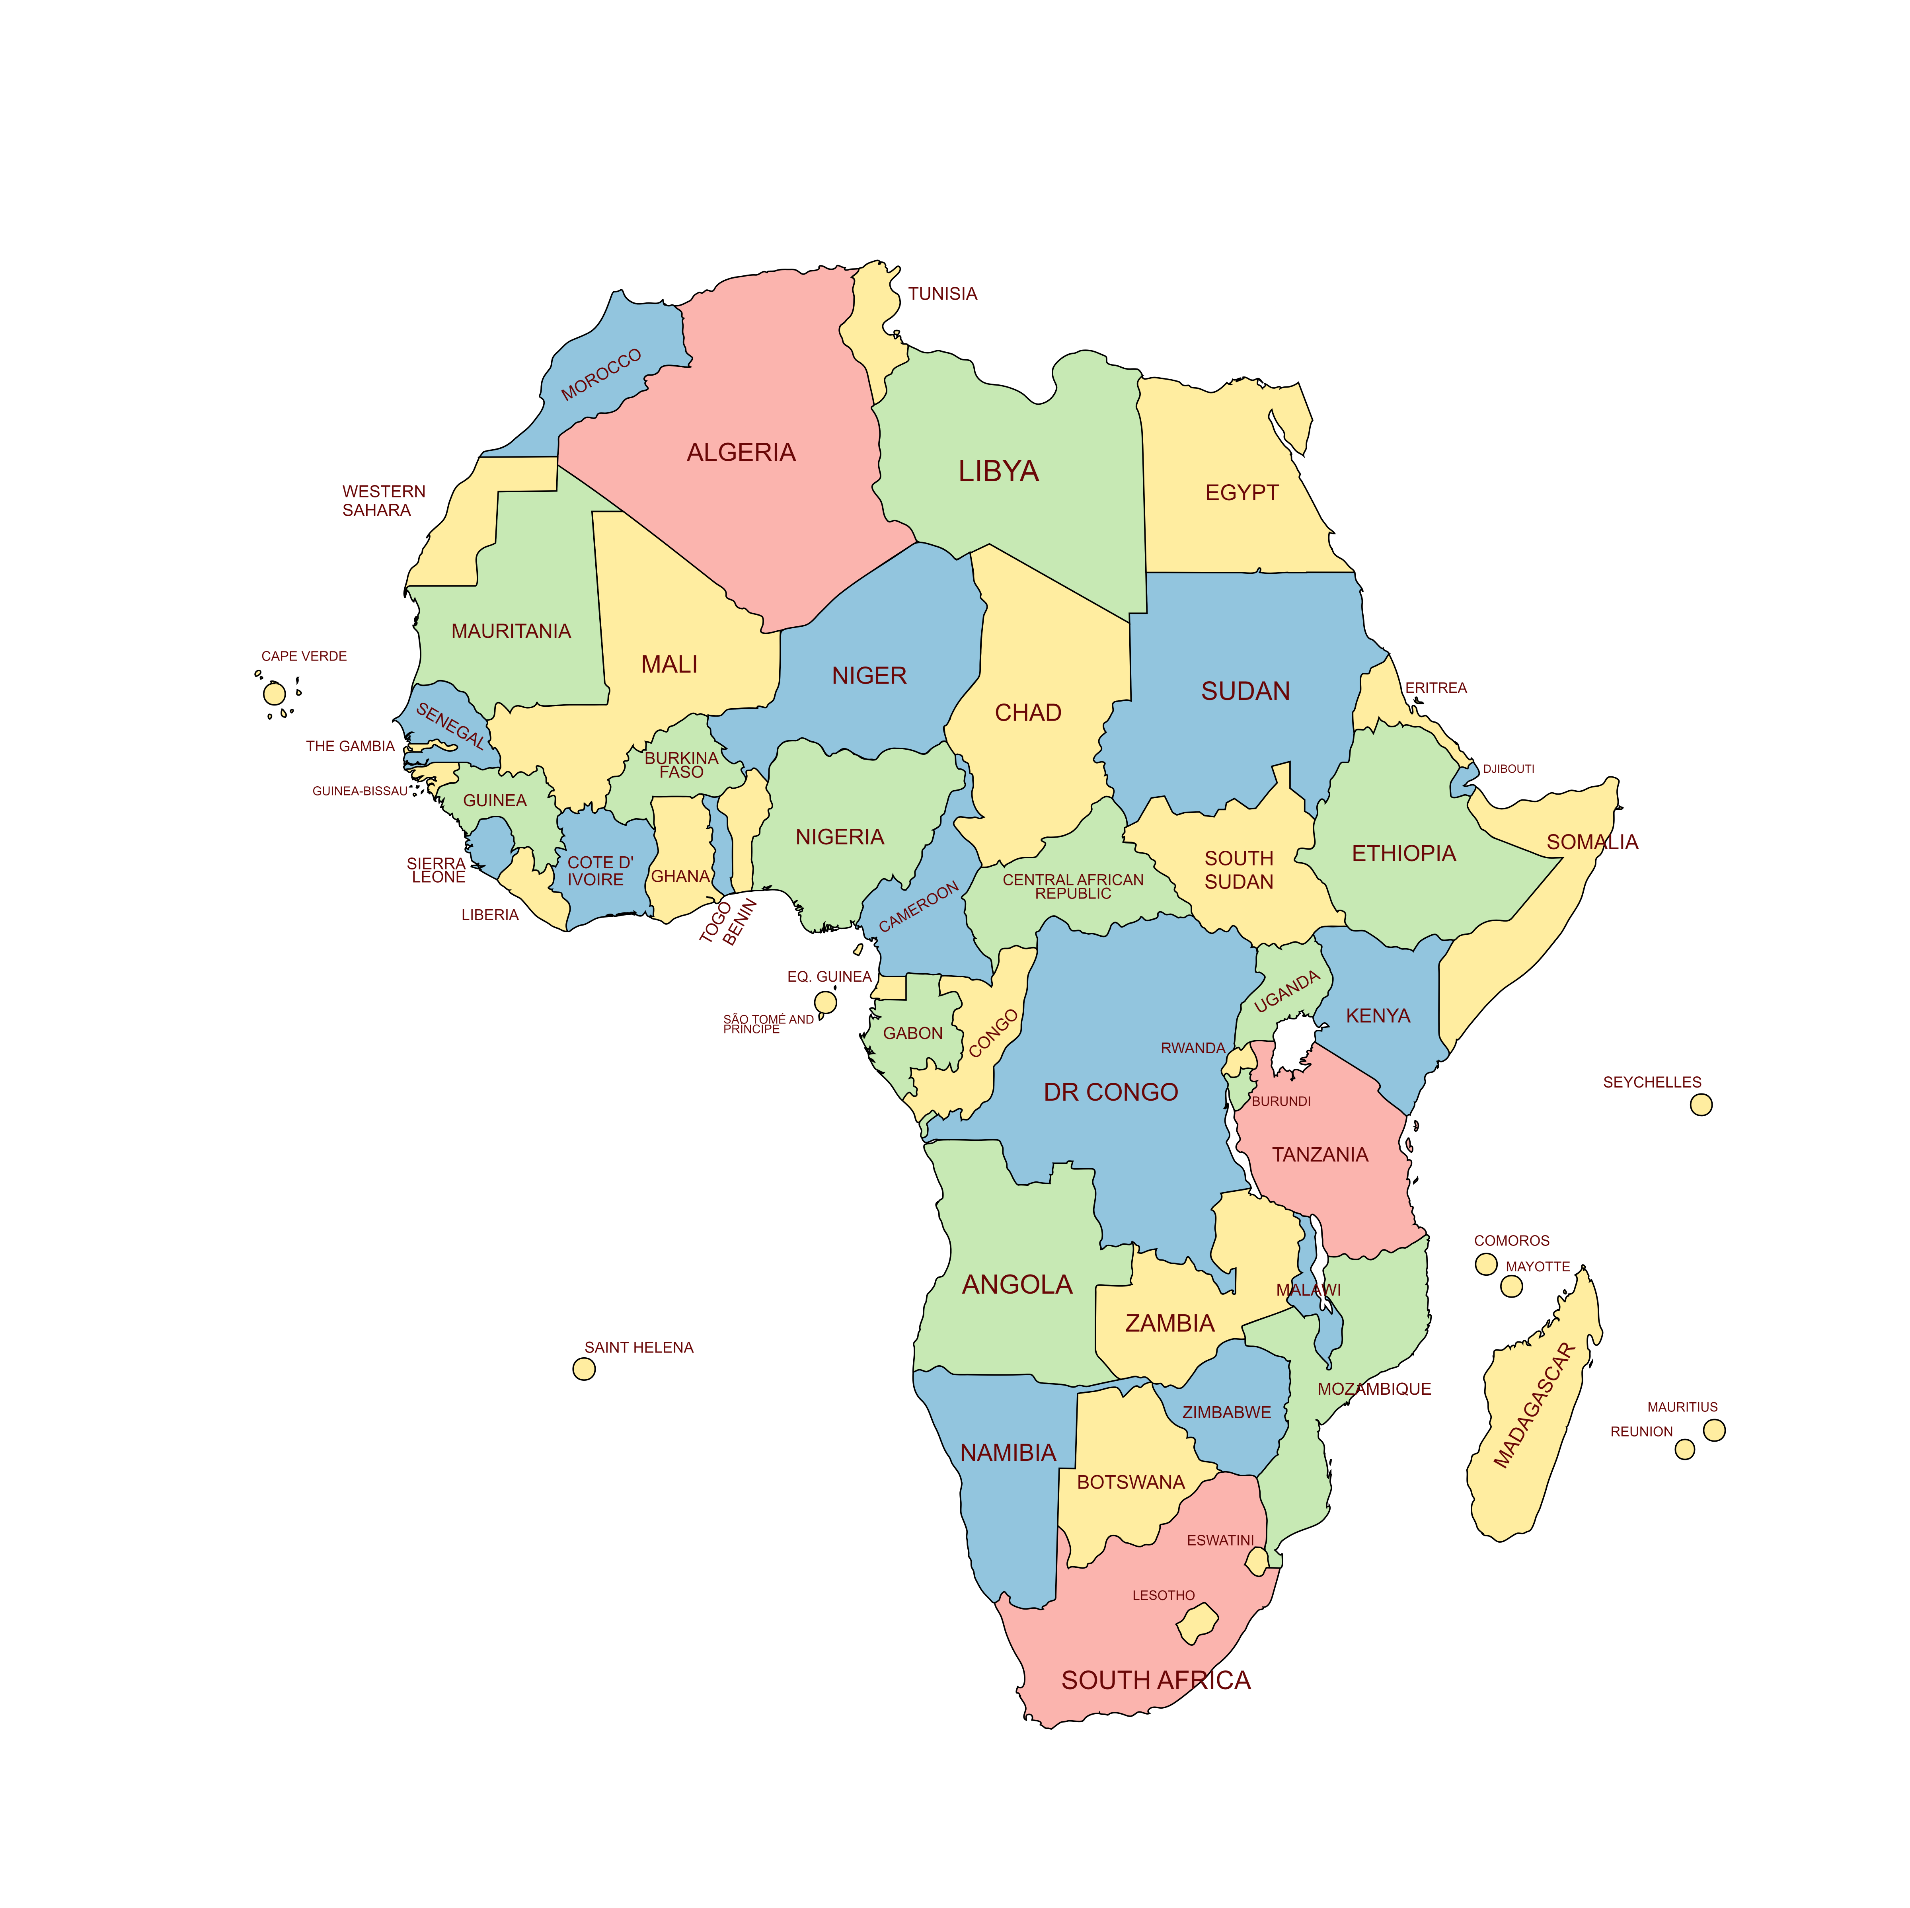 TUNISIA
MOROCCO
ALGERIA
LIBYA
EGYPT
WESTERN
SAHARA
MAURITANIA
MALI
NIGER
CHAD
SUDAN
ERITREA
CAPE VERDE
SENEGAL
THE GAMBIA
GUINEA-BISSAU
GUINEA
BURKINA
FASO
DJIBOUTI
NIGERIA
SOMALIA
ETHIOPIA
SOUTH
SUDAN
SIERRA
LEONE
COTE D'
IVOIRE
GHANA
CENTRAL AFRICAN
REPUBLIC
LIBERIA
TOGO
BENIN
CAMEROON
EQ. GUINEA
UGANDA
SÃO TOMÉ AND
PRINCIPE
GABON
CONGO
KENYA
RWANDA
DR CONGO
BURUNDI
SEYCHELLES
TANZANIA
COMOROS
MAYOTTE
ANGOLA
MALAWI
ZAMBIA
SAINT HELENA
MOZAMBIQUE
MADAGASCAR
ZIMBABWE
MAURITIUS
REUNION
NAMIBIA
BOTSWANA
ESWATINI
LESOTHO
SOUTH AFRICA